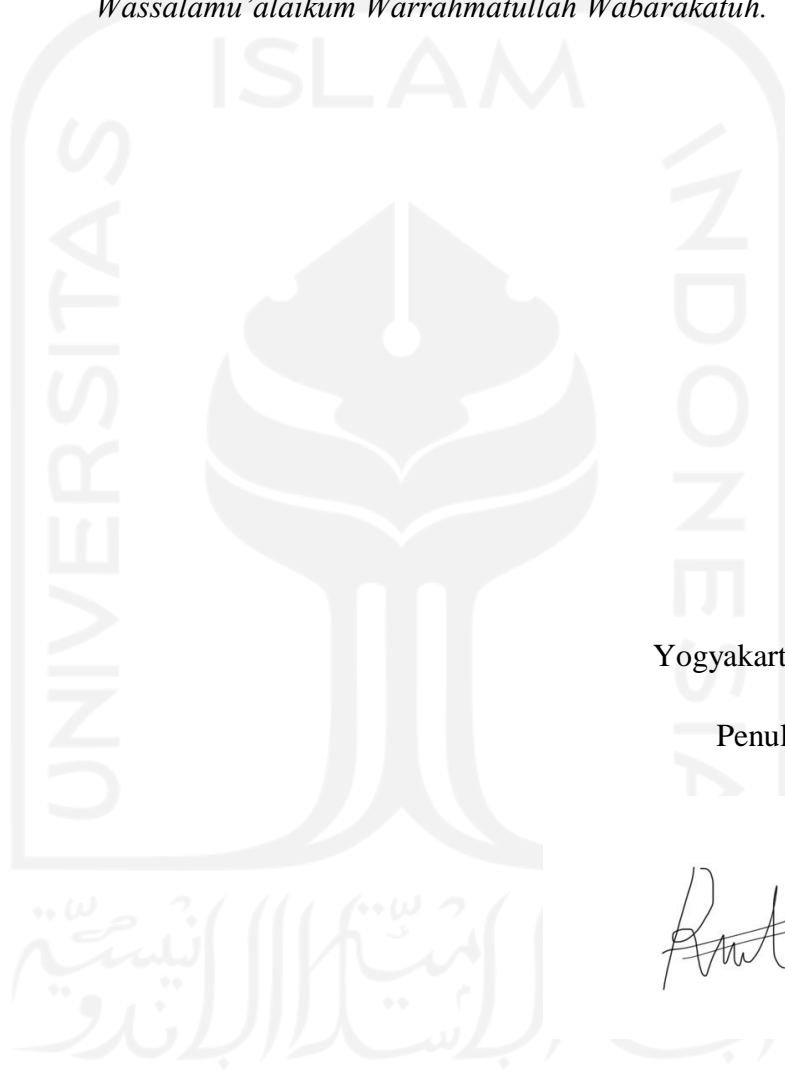 Wassalamu'alaikum Warrahmatullah Wabarakatuh.
UNIVERSITAS
ISLAM
INDONESIA
Yogyakart
Penul